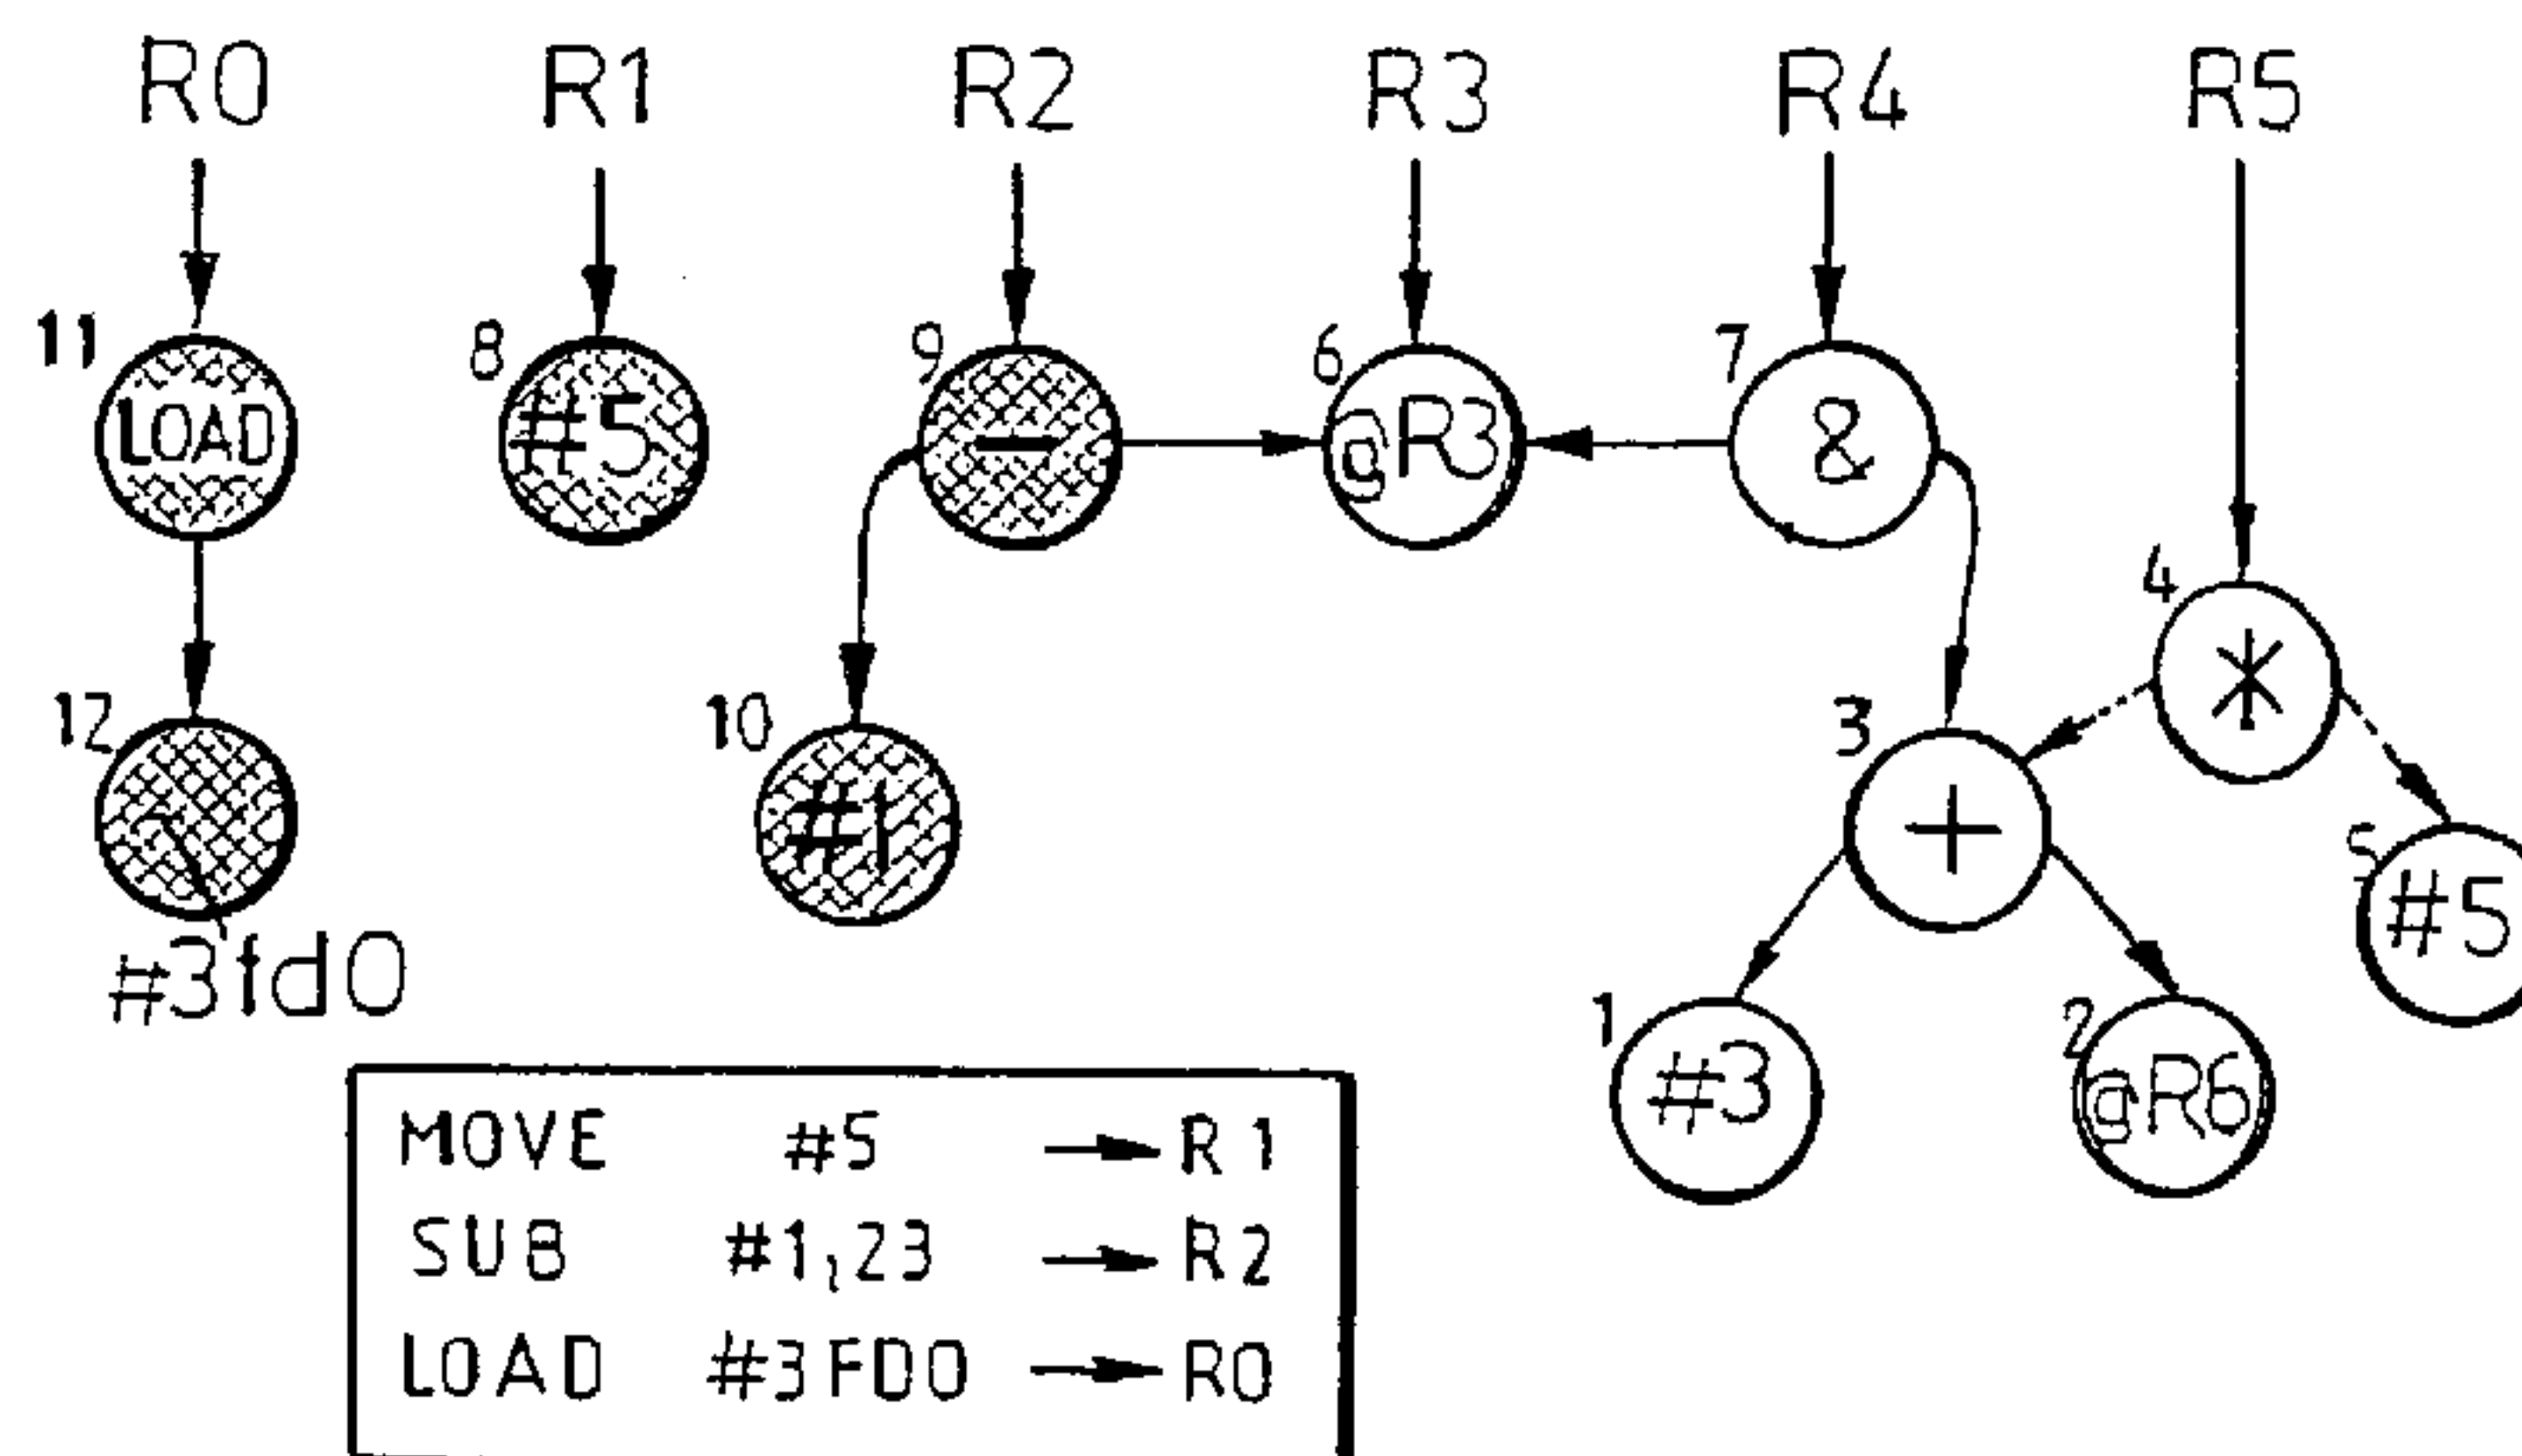 R0 R1 R2 R3 R4 R5
11 8 9 6 7
LOAD #5 - @R3 &
4
*
12 10 3
#1 + 5 #5
#3fd0
1 2
#3 @R6
MOVE #5 → R1
SUB #1,23 → R2
LOAD #3FD0 → R0